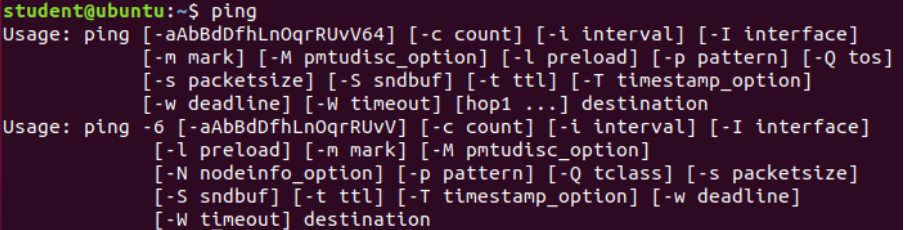 student@ubuntu:~$ ping
Usage: ping [-aAbBdDfhLnOqrRUvV64] [-c count] [-i interval] [-I interface]
            [-m mark] [-M pmtudisc_option] [-l preload] [-p pattern] [-Q tos]
            [-s packetsize] [-S sndbuf] [-t ttl] [-T timestamp_option]
            [-w deadline] [-W timeout] [hop1 ...] destination
Usage: ping -6 [-aAbBdDfhLnOqrRUvV] [-c count] [-i interval] [-I interface]
             [-l preload] [-m mark] [-M pmtudisc_option]
             [-N nodeinfo_option] [-p pattern] [-Q tclass] [-s packetsize]
             [-S sndbuf] [-t ttl] [-T timestamp_option] [-w deadline]
             [-W timeout] destination